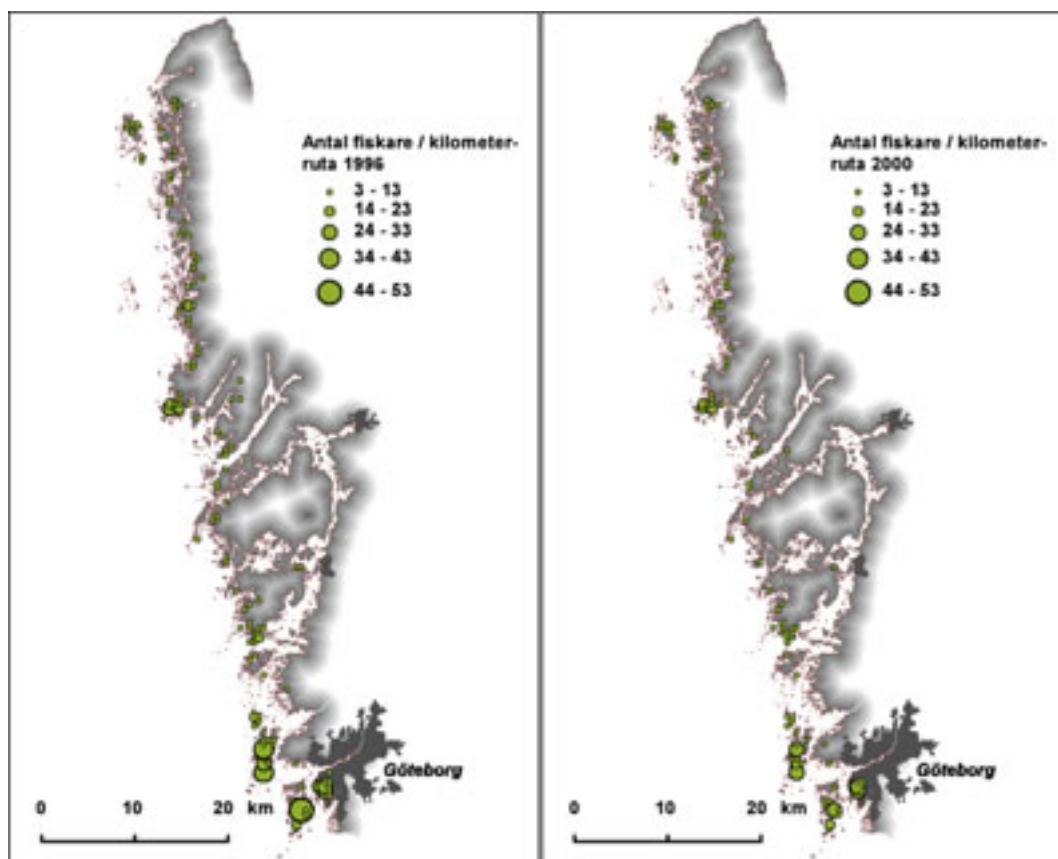 Antal fiskare / kilometer-
ruta 1996
3 - 13
14 - 23
24 - 33
34 - 43
44 - 53
Göteborg
0 10 20 km
Antal fiskare / kilometer-
ruta 2000
3 - 13
14 - 23
24 - 33
34 - 43
44 - 53
Göteborg
0 10 20 km